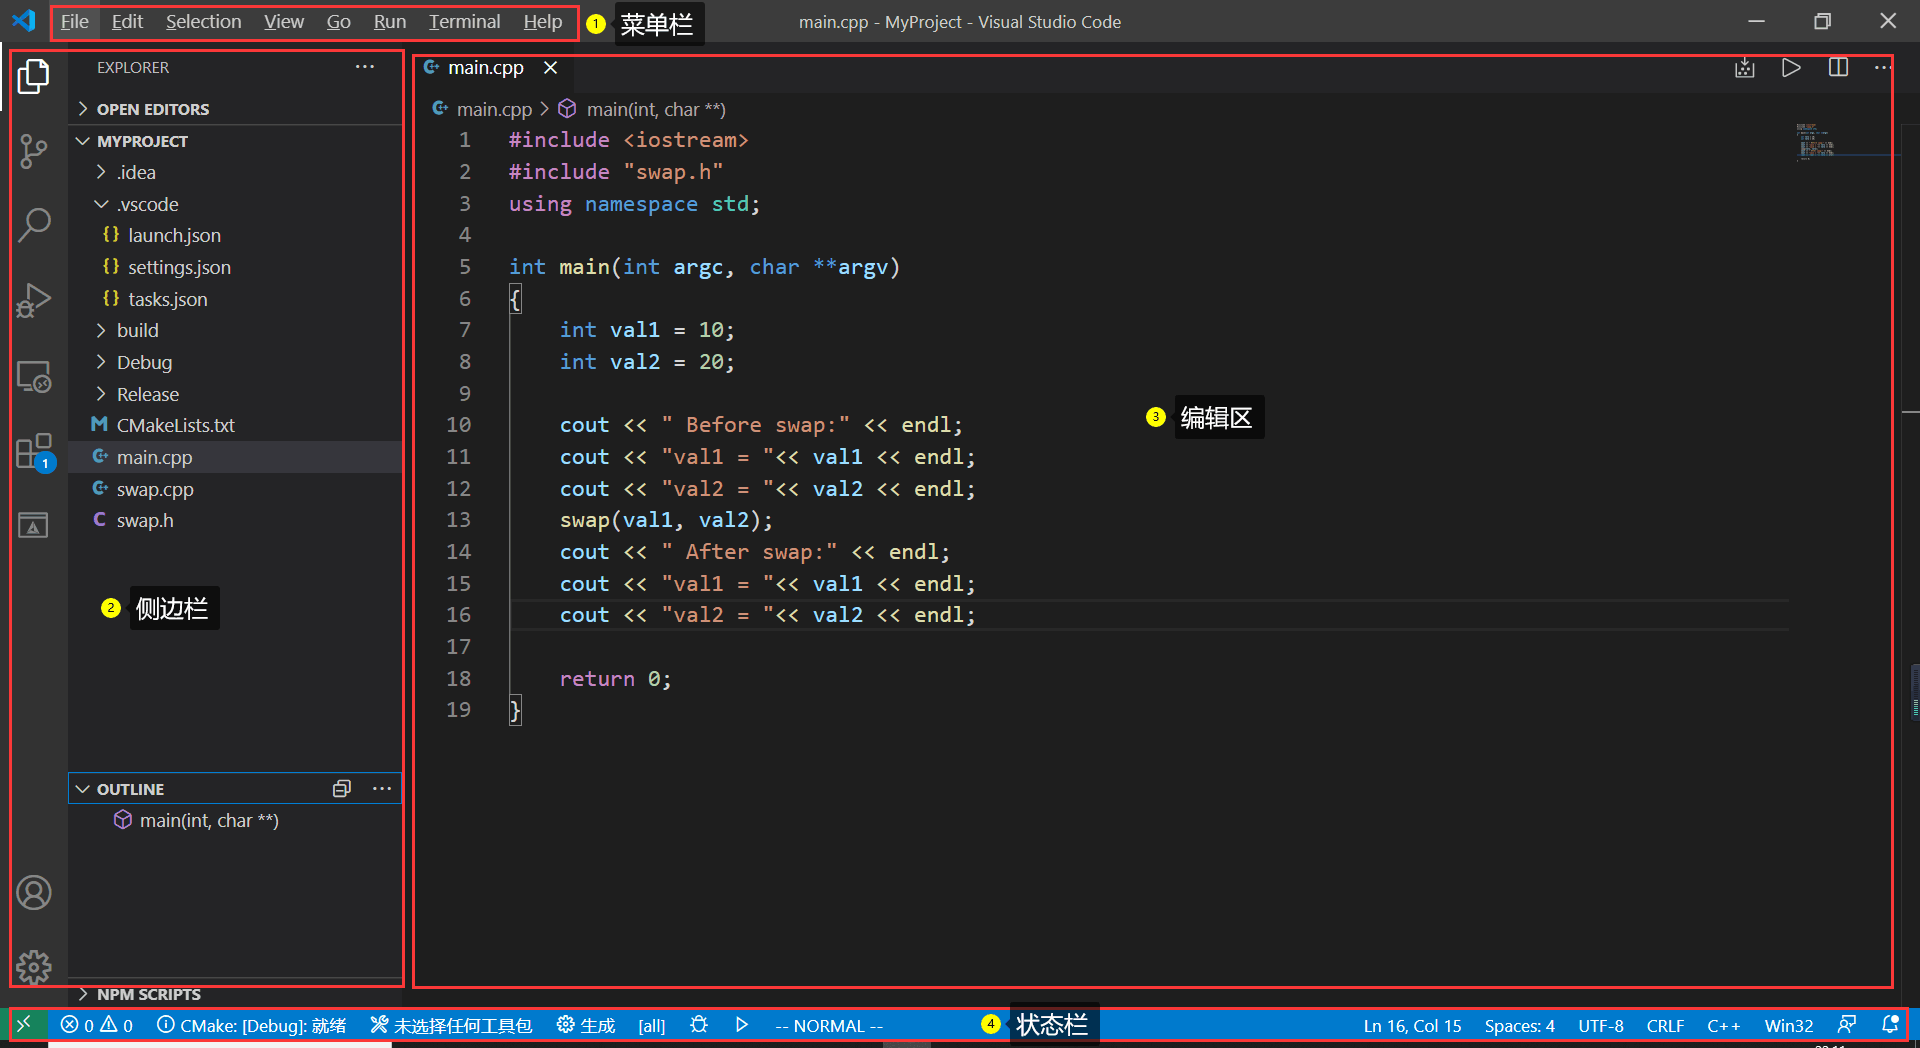 File Edit Selection View Go Run Terminal Help 1 菜单栏 main.cpp - MyProject - Visual Studio Code
EXPLORER
OPEN EDITORS
MYPROJECT
.idea
.vscode
{} launch.json
{} settings.json
{} tasks.json
build
Debug
Release
M CMakeLists.txt
C+ main.cpp
C+ swap.cpp
C swap.h
1
2 侧边栏
OUTLINE
main(int, char **)
NPM SCRIPTS
C+ main.cpp
C+ main.cpp > main(int, char **)
1 #include <iostream>
2 #include "swap.h"
3 using namespace std;
4
5 int main(int argc, char **argv)
6 {
7 int val1 = 10;
8 int val2 = 20;
9
10 cout << " Before swap:" << endl;
11 cout << "val1 = "<< val1 << endl;
12 cout << "val2 = "<< val2 << endl;
13 swap(val1, val2);
14 cout << " After swap:" << endl;
15 cout << "val1 = "<< val1 << endl;
16 cout << "val2 = "<< val2 << endl;
17
18 return 0;
19 }
3 编辑区
0 0 CMake: [Debug]: 就绪 未选择任何工具包 生成 [all] -- NORMAL -- 4 状态栏 Ln 16, Col 15 Spaces: 4 UTF-8 CRLF C++ Win32